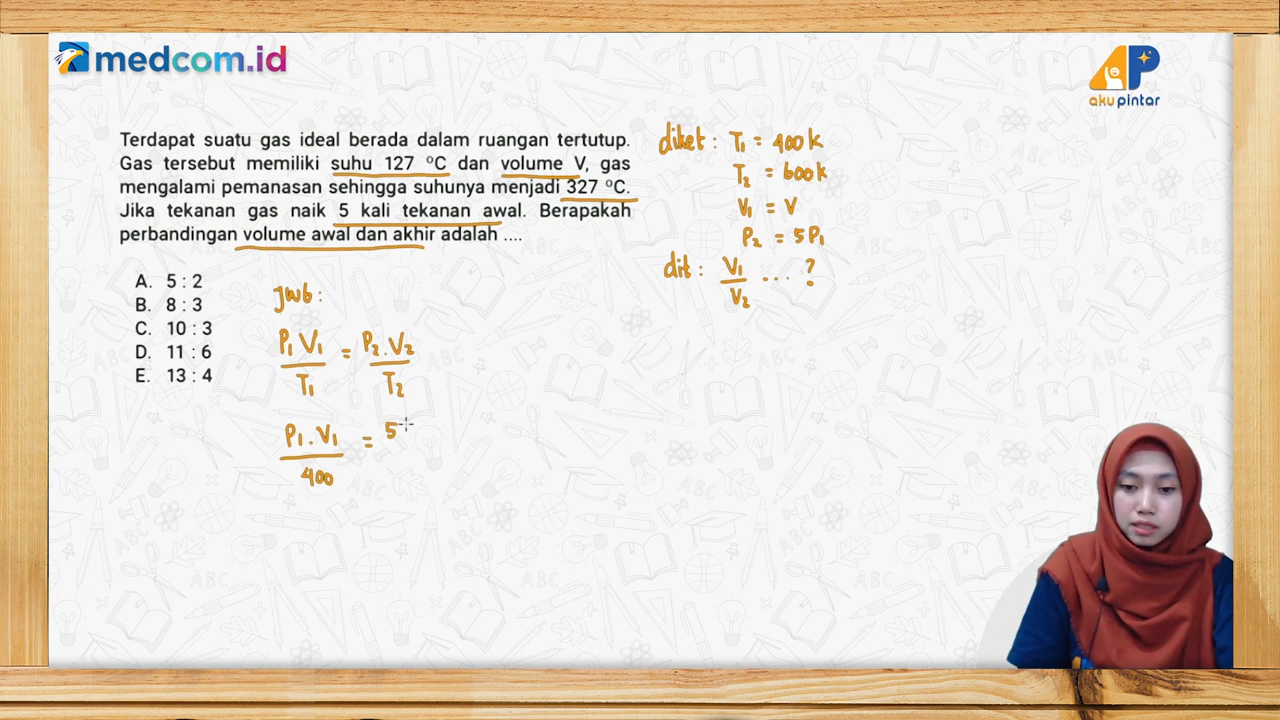 medcom.id
AP
aku pintar
Terdapat suatu gas ideal berada dalam ruangan tertutup.
Gas tersebut memiliki suhu 127 °C dan volume V, gas
mengalami pemanasan sehingga suhunya menjadi 327 °C.
Jika tekanan gas naik 5 kali tekanan awal. Berapakah
perbandingan volume awal dan akhir adalah ....
A. 5 : 2
B. 8 : 3
C. 10 : 3
D. 11 : 6
E. 13 : 4
diket : T₁ = 400 K
T₂ = 600 K
V₁ = V
P₂ = 5P₁
dit : V₁/V₂ ... ?
jwb :
P₁ V₁/T₁ = P₂ . V₂/T₂
P₁ . V₁/400 = 5